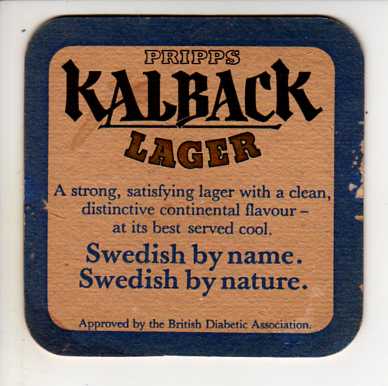 PRIPPS
KALBACK
LAGER
A strong, satisfying lager with a clean,
distinctive continental flavour –
at its best served cool.
Swedish by name.
Swedish by nature.
Approved by the British Diabetic Association.